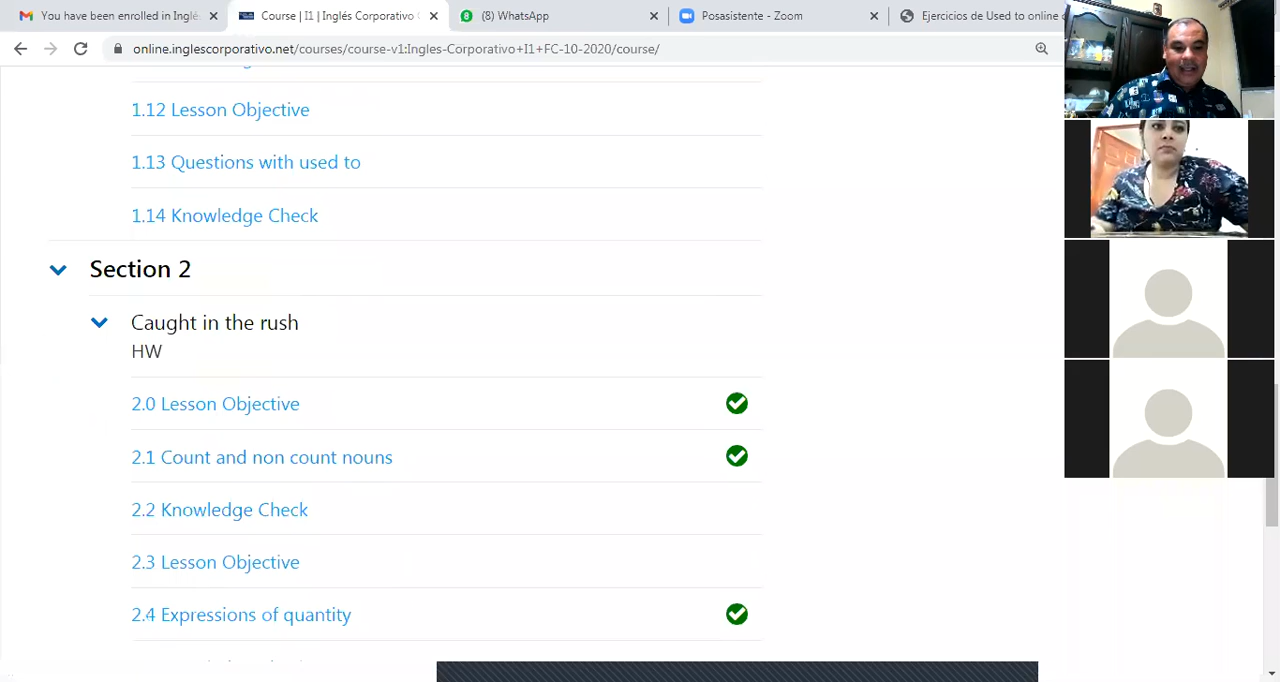 You have been enrolled in Inglé
Course | I1 | Inglés Corporativo
(8) WhatsApp
Posasistente - Zoom
Ejercicios de Used to online
online.inglescorporativo.net/courses/course-v1:Ingles-Corporativo+I1+FC-10-2020/course/
1.12 Lesson Objective
1.13 Questions with used to
1.14 Knowledge Check
Section 2
Caught in the rush
HW
2.0 Lesson Objective
2.1 Count and non count nouns
2.2 Knowledge Check
2.3 Lesson Objective
2.4 Expressions of quantity